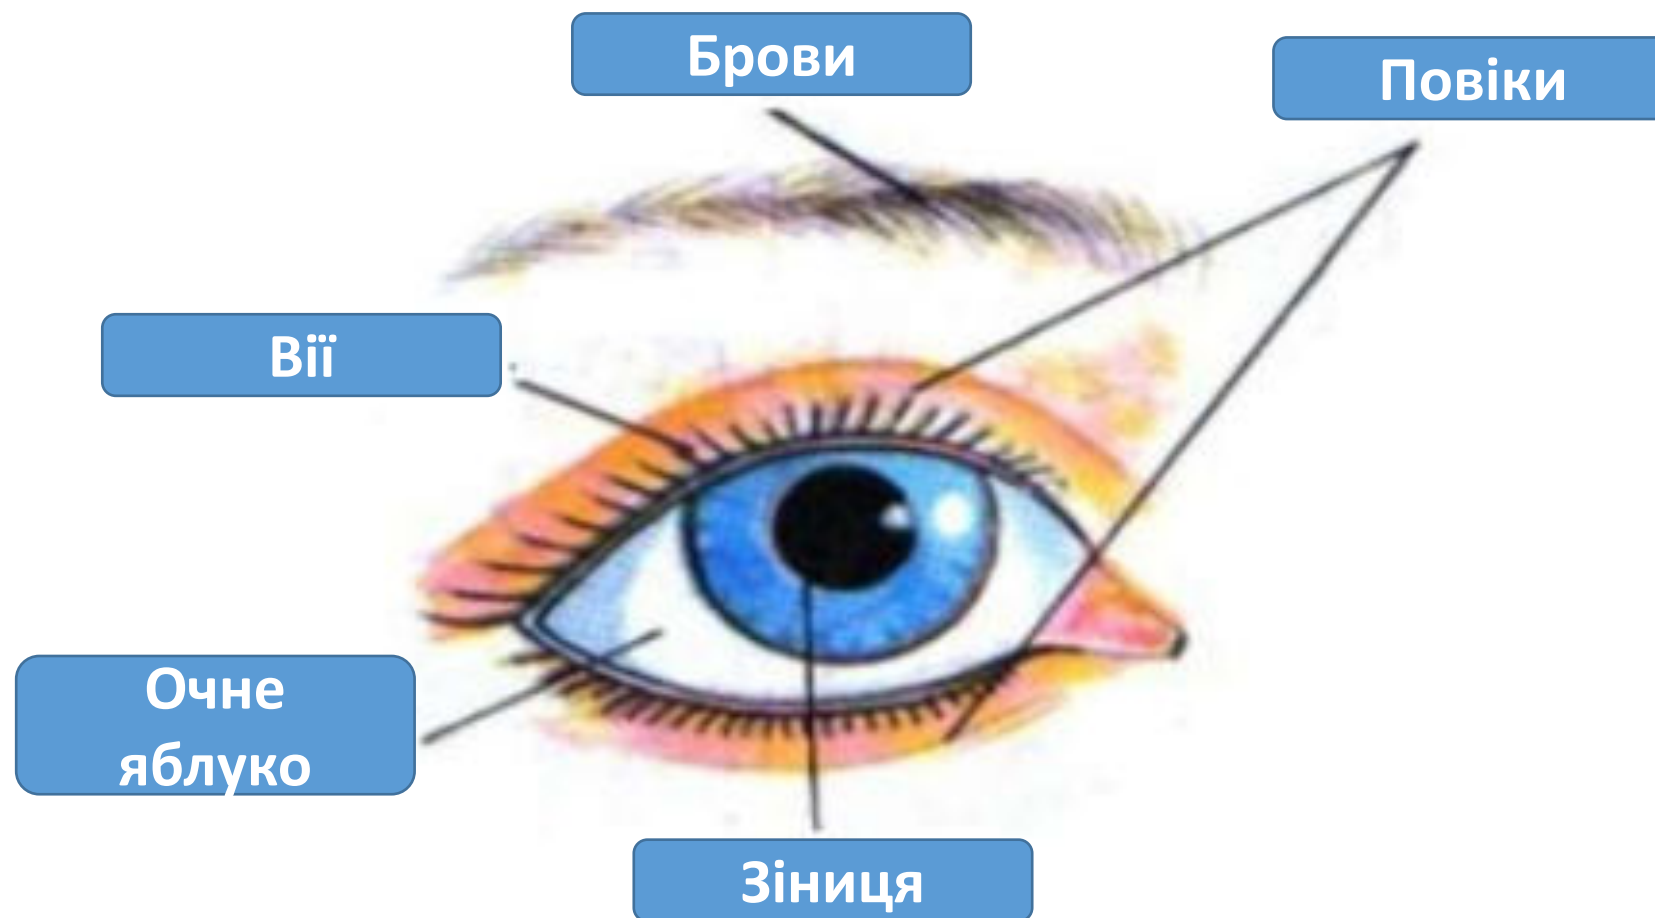 Брови
Повіки
Вії
Очне
яблуко
Зіниця